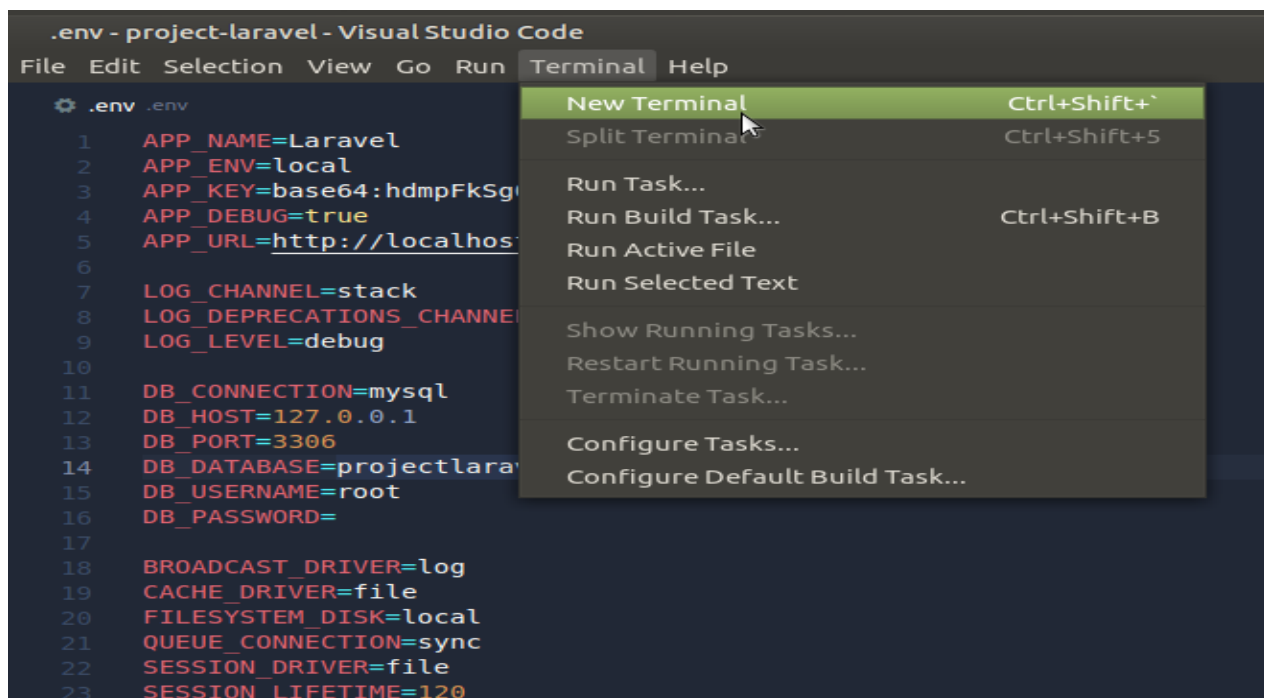 .env - project-laravel - Visual Studio Code
File Edit Selection View Go Run Terminal Help
.env .env
New Terminal Ctrl+Shift+`
Split Terminal Ctrl+Shift+5
Run Task...
Run Build Task... Ctrl+Shift+B
Run Active File
Run Selected Text
Show Running Tasks...
Restart Running Task...
Terminate Task...
Configure Tasks...
Configure Default Build Task...
1 APP_NAME=Laravel
2 APP_ENV=local
3 APP_KEY=base64:hdmpFkSg
4 APP_DEBUG=true
5 APP_URL=http://localhos
6
7 LOG_CHANNEL=stack
8 LOG_DEPRECATIONS_CHANNE
9 LOG_LEVEL=debug
10
11 DB_CONNECTION=mysql
12 DB_HOST=127.0.0.1
13 DB_PORT=3306
14 DB_DATABASE=projectlara
15 DB_USERNAME=root
16 DB_PASSWORD=
17
18 BROADCAST_DRIVER=log
19 CACHE_DRIVER=file
20 FILESYSTEM_DISK=local
21 QUEUE_CONNECTION=sync
22 SESSION_DRIVER=file
23 SESSION_LIFETIME=120